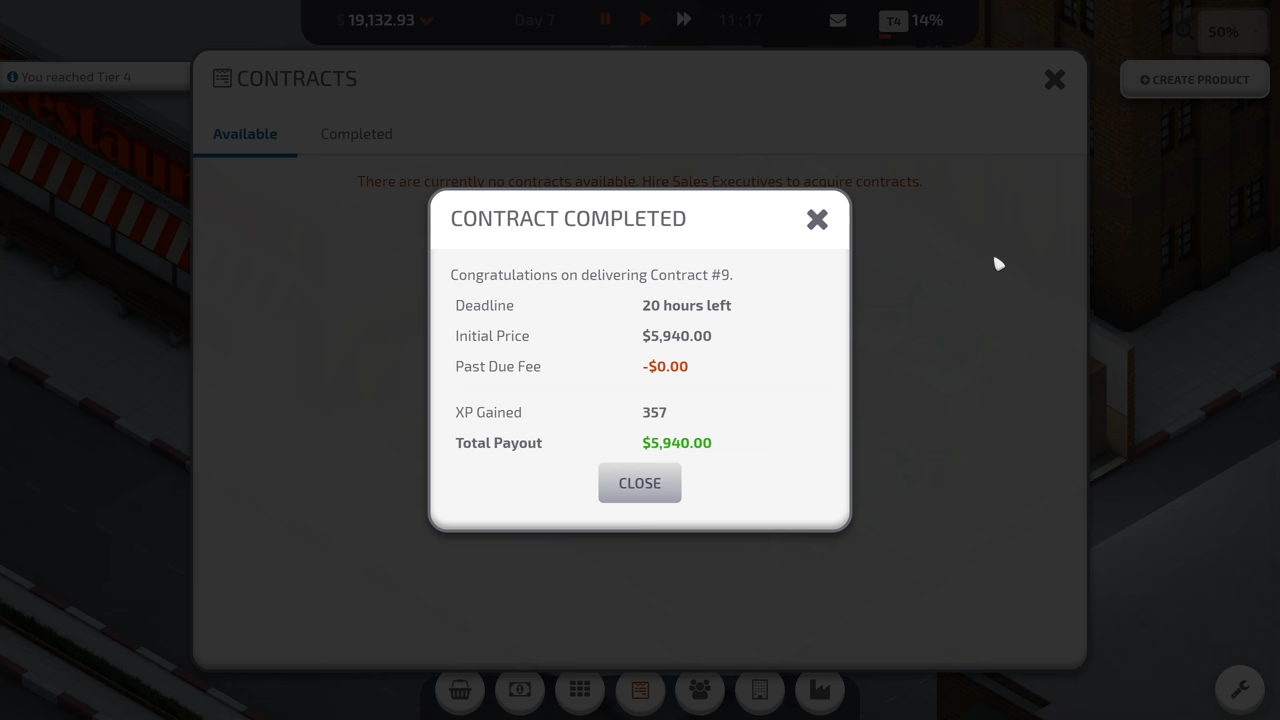 $ 19,132.93
Day 7
11:17
T4 14%
50%
You reached Tier 4
CONTRACTS
CREATE PRODUCT
Available
Completed
There are currently no contracts available. Hire Sales Executives to acquire contracts.
CONTRACT COMPLETED
Congratulations on delivering Contract #9.
Deadline
20 hours left
Initial Price
$5,940.00
Past Due Fee
-$0.00
XP Gained
357
Total Payout
$5,940.00
CLOSE